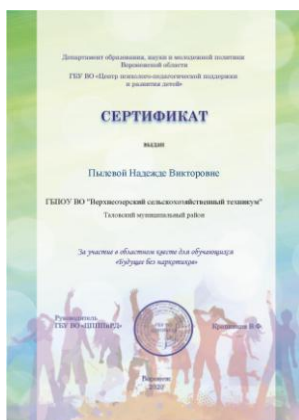 Департамент образования, науки и молодежной политики
Воронежской области
ГБУ ВО «Центр психолого-педагогической поддержки
и развития детей»
СЕРТИФИКАТ
выдан
Пылевой Надежде Викторовне
ГБПОУ ВО "Верхнеозерский сельскохозяйственный техникум"
Таловский муниципальный район
За участие в областном квесте для обучающихся
«Будущее без наркотиков»
Руководитель
ГБУ ВО«ЦПППиРД»
В.Ф.
Воронеж
2020